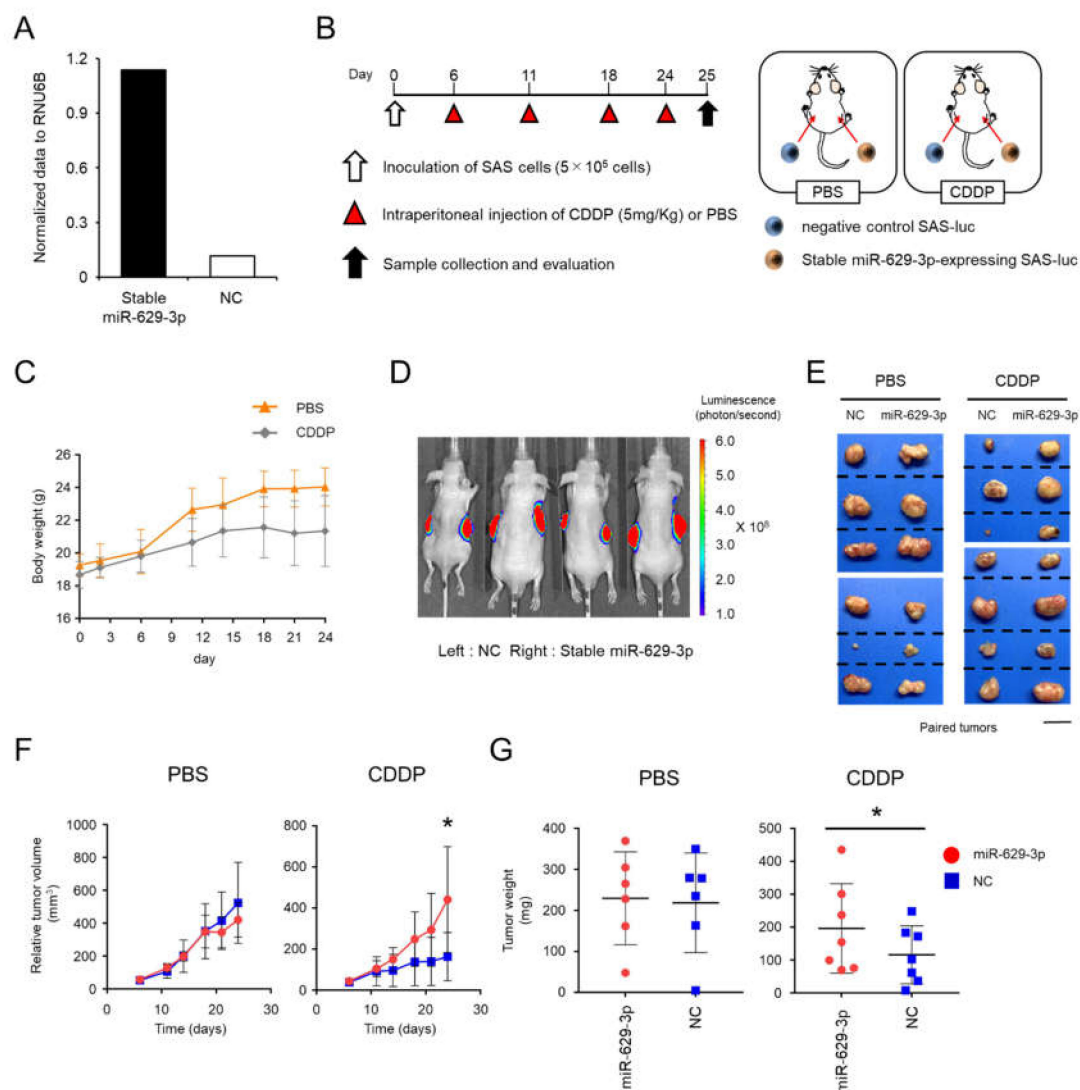 A
Normalized data to RNU6B
1.2
0.9
0.6
0.3
0
Stable
miR-629-3p
NC
B
Day 0 6 11 18 24 25
Inoculation of SAS cells (5×10⁵ cells)
Intraperitoneal injection of CDDP (5mg/Kg) or PBS
Sample collection and evaluation
PBS
CDDP
negative control SAS-luc
Stable miR-629-3p-expressing SAS-luc
C
PBS
CDDP
Body weight (g)
26
24
22
20
18
16
0 3 6 9 12 15 18 21 24
day
D
Luminescence
(photon/second)
6.0
5.0
4.0
3.0
2.0
1.0
Left : NC Right : Stable miR-629-3p
E
PBS CDDP
NC miR-629-3p NC miR-629-3p
Paired tumors
F
PBS
Relative tumor volume
(mm³)
1000
800
600
400
200
0
0 10 20 30
Time (days)
CDDP
800
600
400
200
0
*
0 10 20 30
Time (days)
G
PBS
Tumor weight
(mg)
400
300
200
100
0
miR-629-3p
NC
CDDP
500
400
300
200
100
0
*
miR-629-3p
NC
miR-629-3p
NC